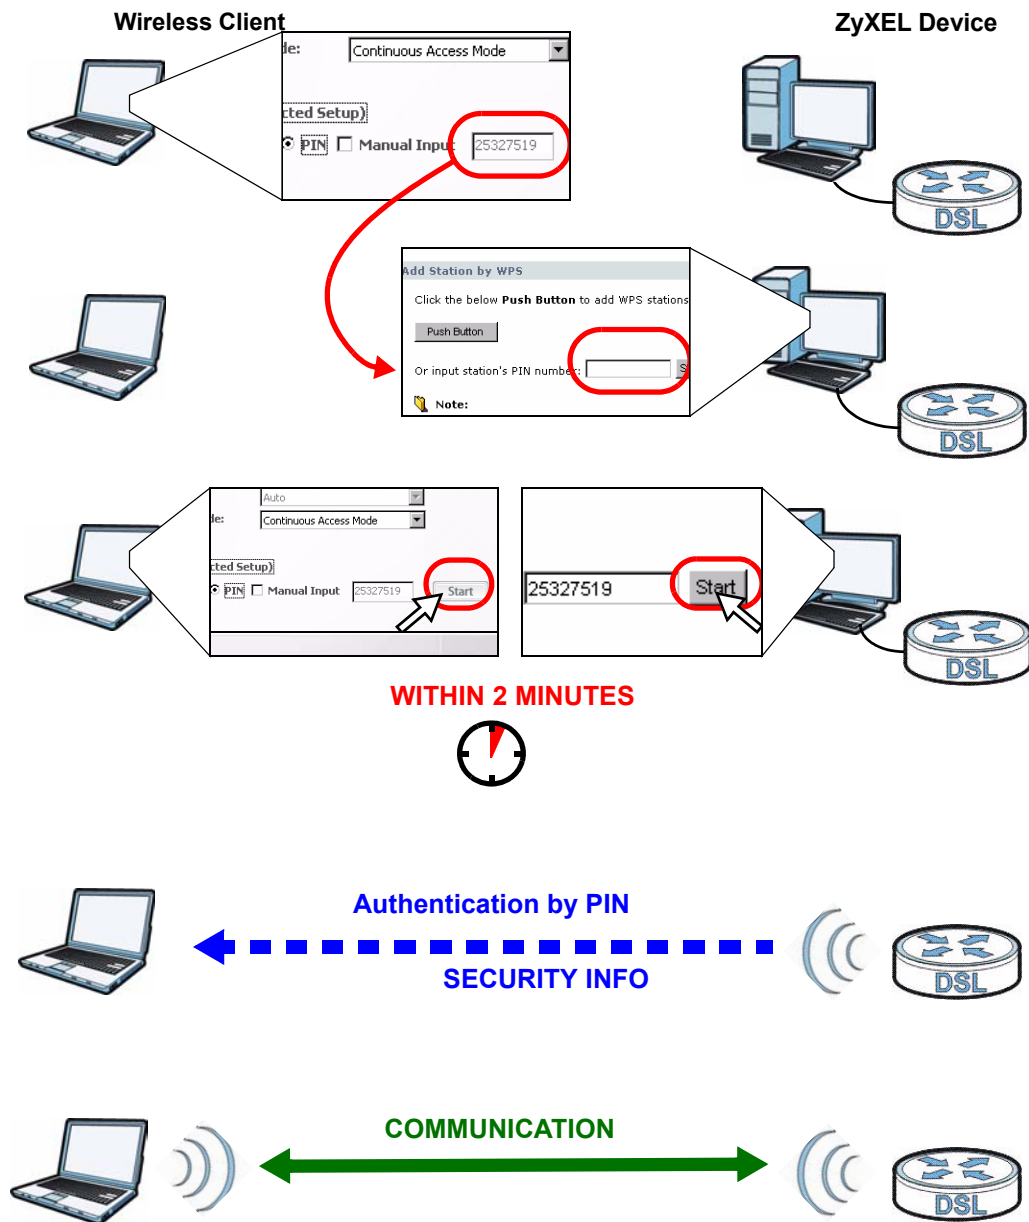 Wireless Client
ZyXEL Device
de:
Continuous Access Mode
cted Setup)
PIN
Manual Input
25327519
DSL
Add Station by WPS
Click the below Push Button to add WPS stations
Push Button
Or input station's PIN number:
S
Note:
DSL
Auto
de:
Continuous Access Mode
cted Setup)
PIN
Manual Input
25327519
Start
25327519
Start
DSL
WITHIN 2 MINUTES
Authentication by PIN
SECURITY INFO
DSL
COMMUNICATION
DSL